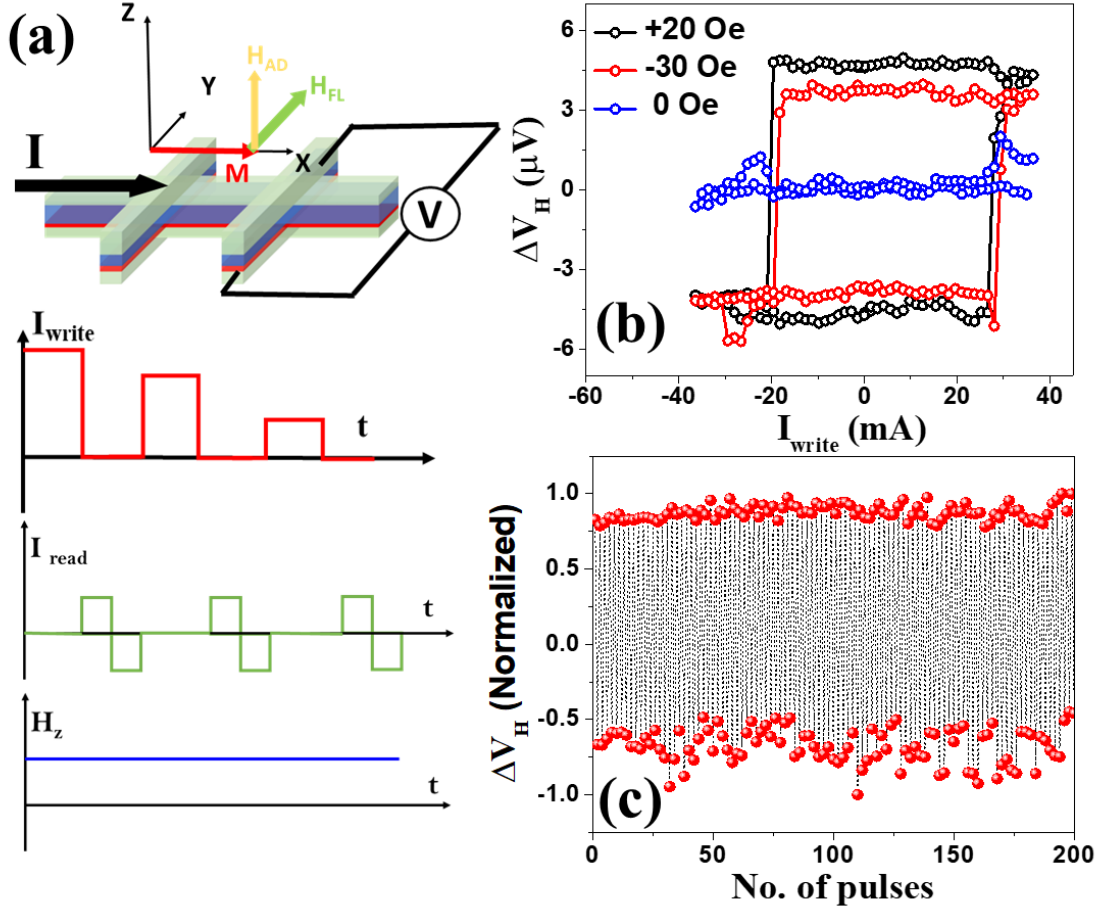 (a)
Z
Y
X
H_AD
H_FL
I
M
V
I_write
t
I_read
t
H_z
t
+20 Oe
-30 Oe
0 Oe
(b)
ΔV_H (μV)
6
3
0
-3
-6
-60 -40 -20 0 20 40
I_write (mA)
(c)
ΔV_H (Normalized)
1.0
0.5
0.0
-0.5
-1.0
0 50 100 150 200
No. of pulses